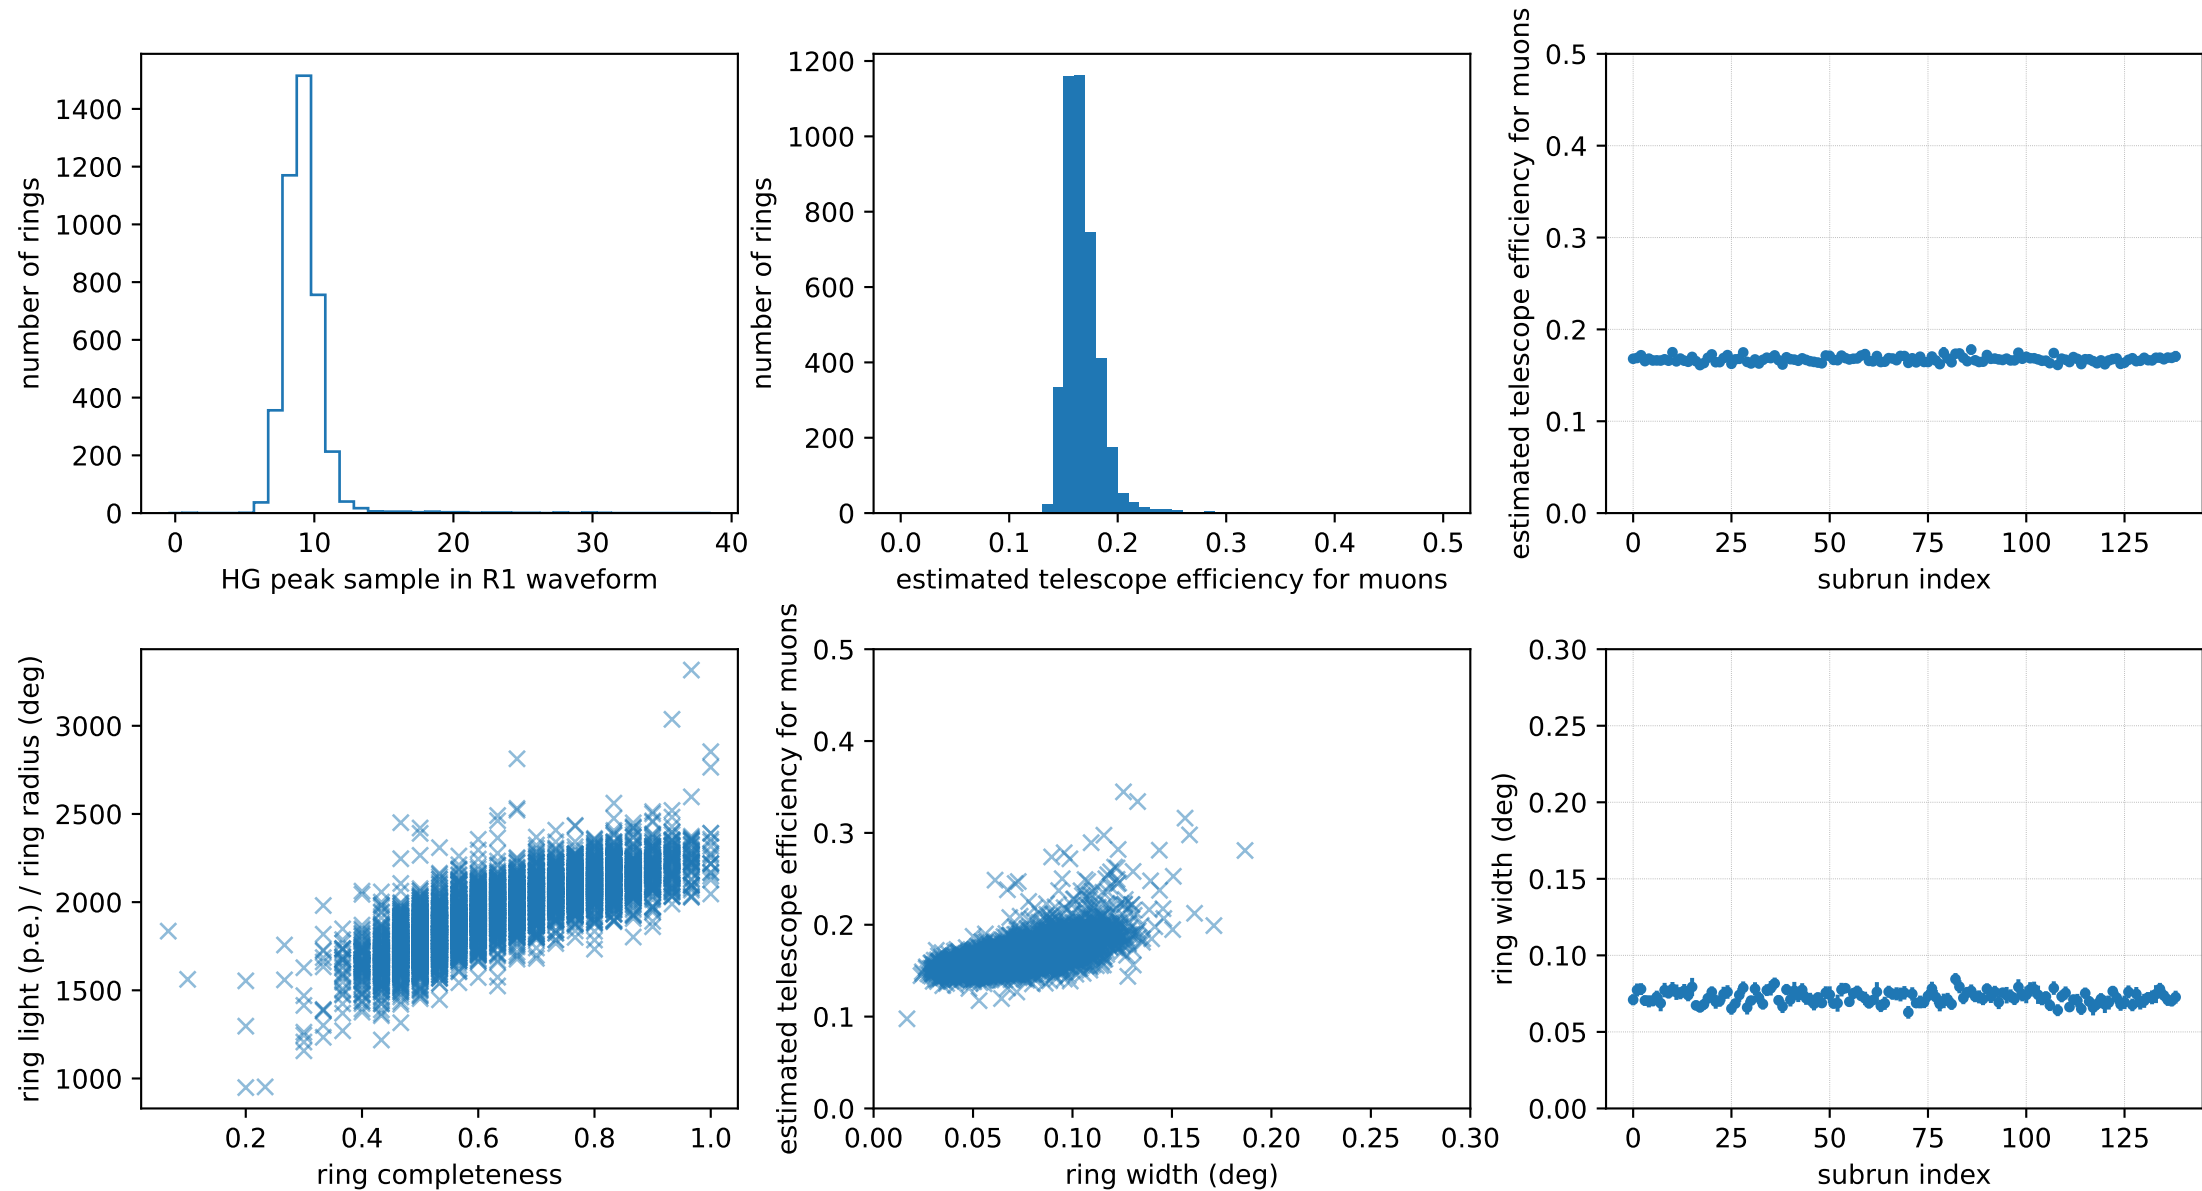 number of rings
1400
1200
1000
800
600
400
200
0
0 10 20 30 40
HG peak sample in R1 waveform
number of rings
1200
1000
800
600
400
200
0
0.0 0.1 0.2 0.3 0.4 0.5
estimated telescope efficiency for muons
estimated telescope efficiency for muons
0.5
0.4
0.3
0.2
0.1
0.0
0 25 50 75 100 125
subrun index
ring light (p.e.) / ring radius (deg)
3000
2500
2000
1500
1000
0.2 0.4 0.6 0.8 1.0
ring completeness
estimated telescope efficiency for muons
0.5
0.4
0.3
0.2
0.1
0.0
0.00 0.05 0.10 0.15 0.20 0.25 0.30
ring width (deg)
ring width (deg)
0.30
0.25
0.20
0.15
0.10
0.05
0.00
0 25 50 75 100 125
subrun index